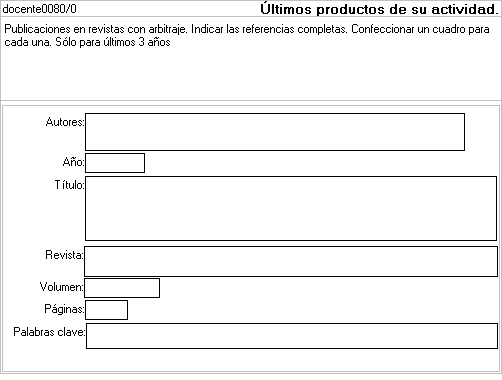 docente0080/0 Últimos productos de su actividad.
Publicaciones en revistas con arbitraje. Indicar las referencias completas. Confeccionar un cuadro para
cada una. Sólo para últimos 3 años
Autores:
Año:
Título:
Revista:
Volumen:
Páginas:
Palabras clave: